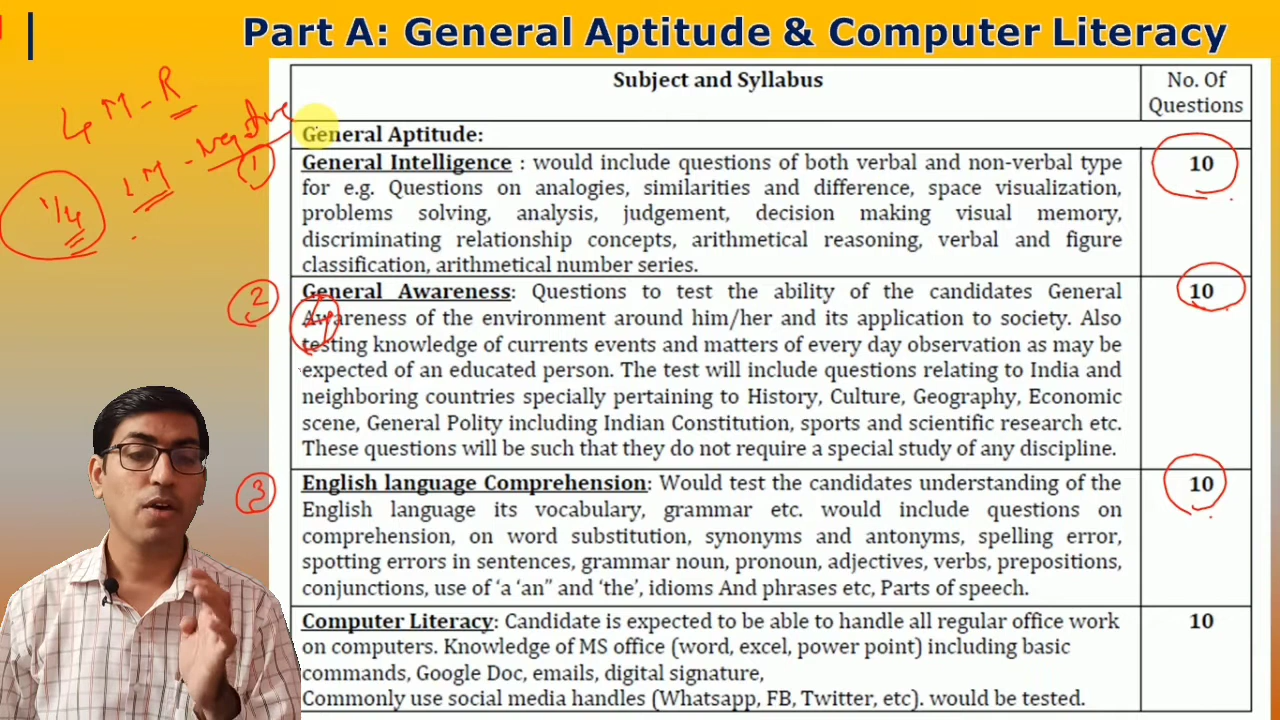 Part A: General Aptitude & Computer Literacy
Subject and Syllabus
No. Of
Questions
4 M - R
1 M - Negative
1/4
General Aptitude:
1
General Intelligence : would include questions of both verbal and non-verbal type
10
for e.g. Questions on analogies, similarities and difference, space visualization,
problems solving, analysis, judgement, decision making visual memory,
discriminating relationship concepts, arithmetical reasoning, verbal and figure
classification, arithmetical number series.
2
General Awareness: Questions to test the ability of the candidates General
10
Awareness of the environment around him/her and its application to society. Also
testing knowledge of currents events and matters of every day observation as may be
expected of an educated person. The test will include questions relating to India and
neighboring countries specially pertaining to History, Culture, Geography, Economic
scene, General Polity including Indian Constitution, sports and scientific research etc.
These questions will be such that they do not require a special study of any discipline.
3
English language Comprehension: Would test the candidates understanding of the
10
English language its vocabulary, grammar etc. would include questions on
comprehension, on word substitution, synonyms and antonyms, spelling error,
spotting errors in sentences, grammar noun, pronoun, adjectives, verbs, prepositions,
conjunctions, use of ‘a ‘an” and ‘the’, idioms And phrases etc, Parts of speech.
Computer Literacy: Candidate is expected to be able to handle all regular office work
10
on computers. Knowledge of MS office (word, excel, power point) including basic
commands, Google Doc, emails, digital signature,
Commonly use social media handles (Whatsapp, FB, Twitter, etc). would be tested.